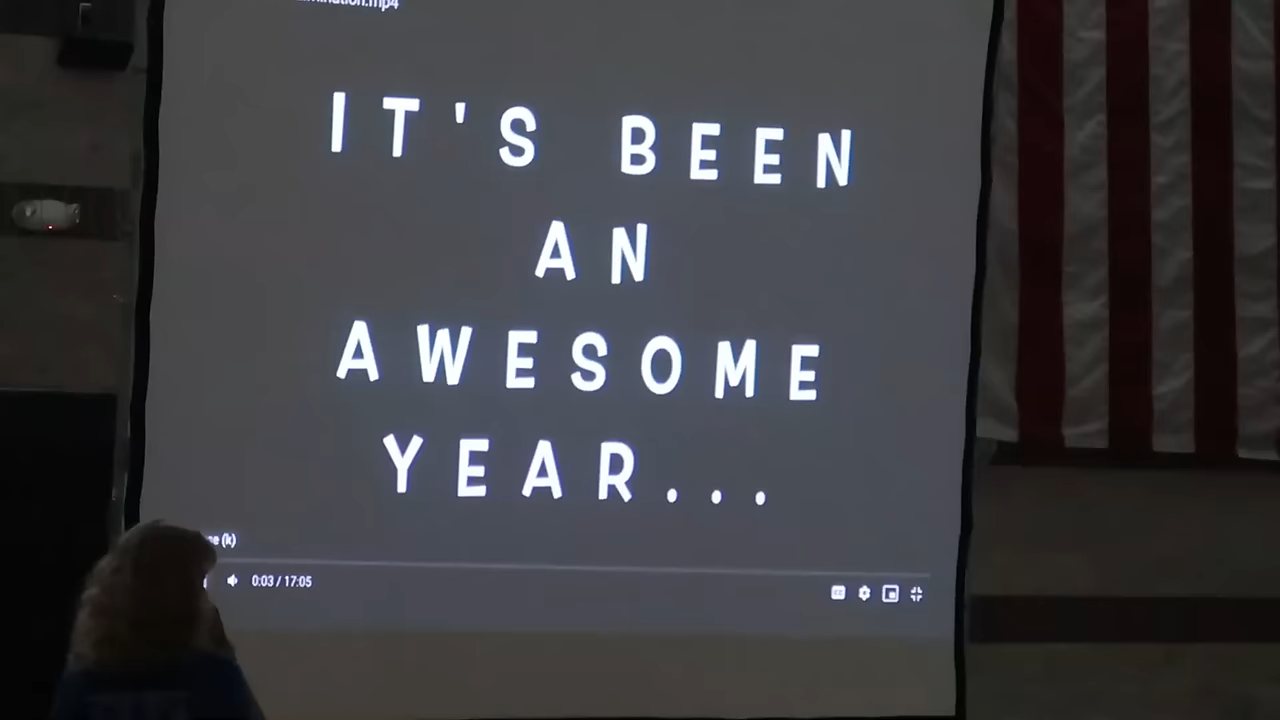 IT'S BEEN
AN
AWESOME
YEAR...
(k)
0:03 / 17:05